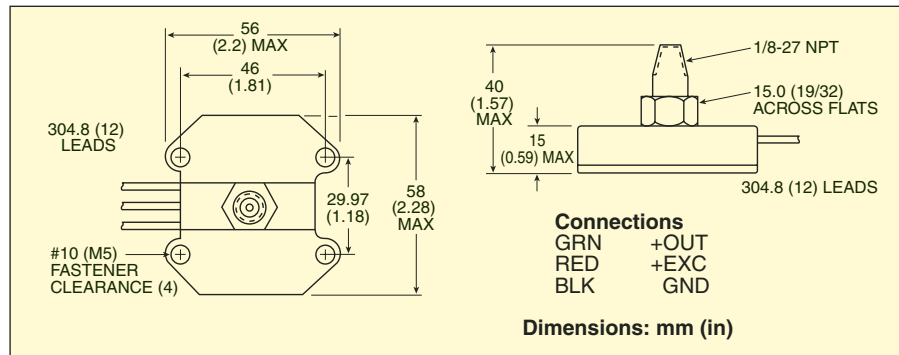 56
(2.2) MAX
46
(1.81)
304.8 (12)
LEADS
29.97
(1.18)
58
(2.28)
MAX
#10 (M5)
FASTENER
CLEARANCE (4)
1/8-27 NPT
40
(1.57)
MAX
15.0 (19/32)
ACROSS FLATS
15
(0.59) MAX
304.8 (12) LEADS
Connections
GRN +OUT
RED +EXC
BLK GND
Dimensions: mm (in)